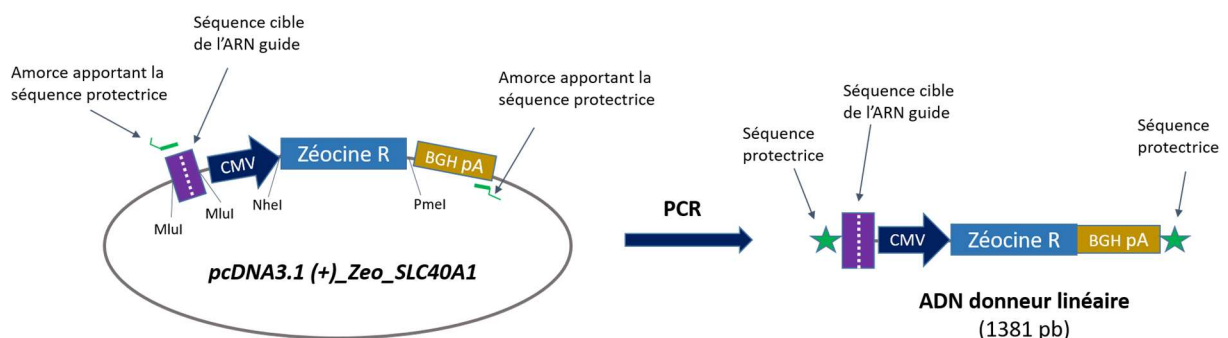 Séquence cible
de l'ARN guide
Amorce apportant la
séquence protectrice
Amorce apportant la
séquence protectrice
CMV
Zéocine R
BGH pA
MluI
MluI
NheI
PmeI
pcDNA3.1 (+)_Zeo_SLC40A1
PCR
Séquence cible
de l'ARN guide
Séquence
protectrice
Séquence
protectrice
CMV
Zéocine R
BGH pA
ADN donneur linéaire
(1381 pb)